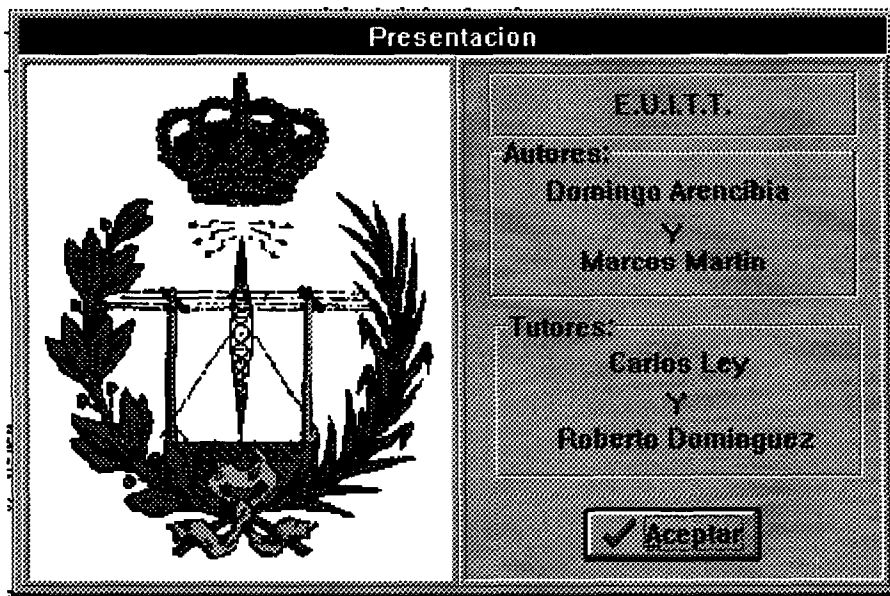 Presentacion
E.U.I.T.T.
Autores:
Domingo Arencibia
Y
Marcos Martin
Tutores:
Carlos Ley
Y
Roberto Dominguez
Aceptar